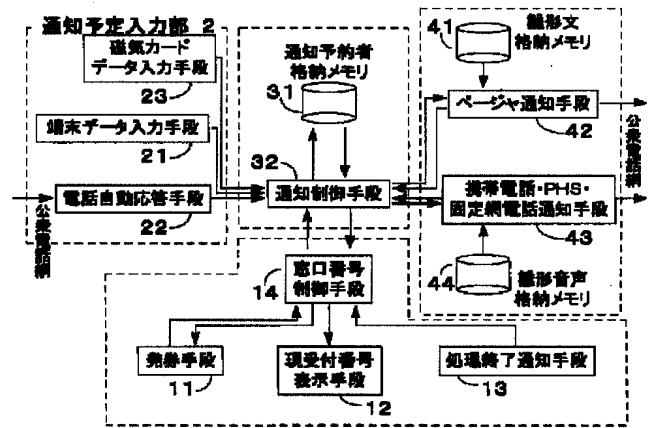 通知予定入力部 2
磁気カード
データ入力手段
23
端末データ入力手段
21
電話自動応答手段
22
公衆電話網
通知予約者
格納メモリ
31
32
通知制御手段
41
雛形文
格納メモリ
ページャ通知手段
42
公衆電話網
携帯電話・PHS・
固定網電話通知手段
43
44
雛形音声
格納メモリ
窓口番号
制御手段
14
発券手段
11
現受付番号
表示手段
12
処理終了通知手段
13